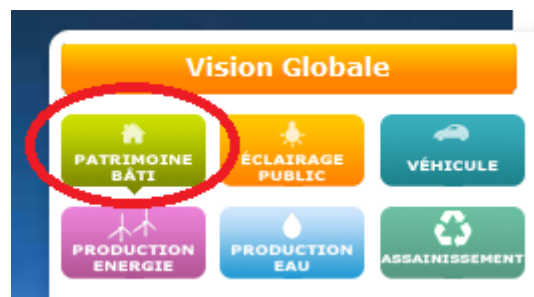 Vision Globale
PATRIMOINE
BÂTI
ÉCLAIRAGE
PUBLIC
VÉHICULE
PRODUCTION
ENERGIE
PRODUCTION
EAU
ASSAINISSEMENT